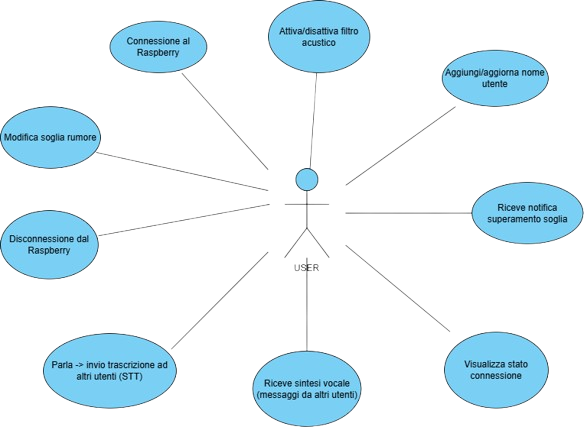 Attiva/disattiva filtro
acustico
Connessione al
Raspberry
Aggiungi/aggiorna nome
utente
Modifica soglia rumore
Riceve notifica
superamento soglia
Disconnessione dal
Raspberry
USER
Parla -> invio trascrizione ad
altri utenti (STT)
Riceve sintesi vocale
(messaggi da altri utenti)
Visualizza stato
connessione